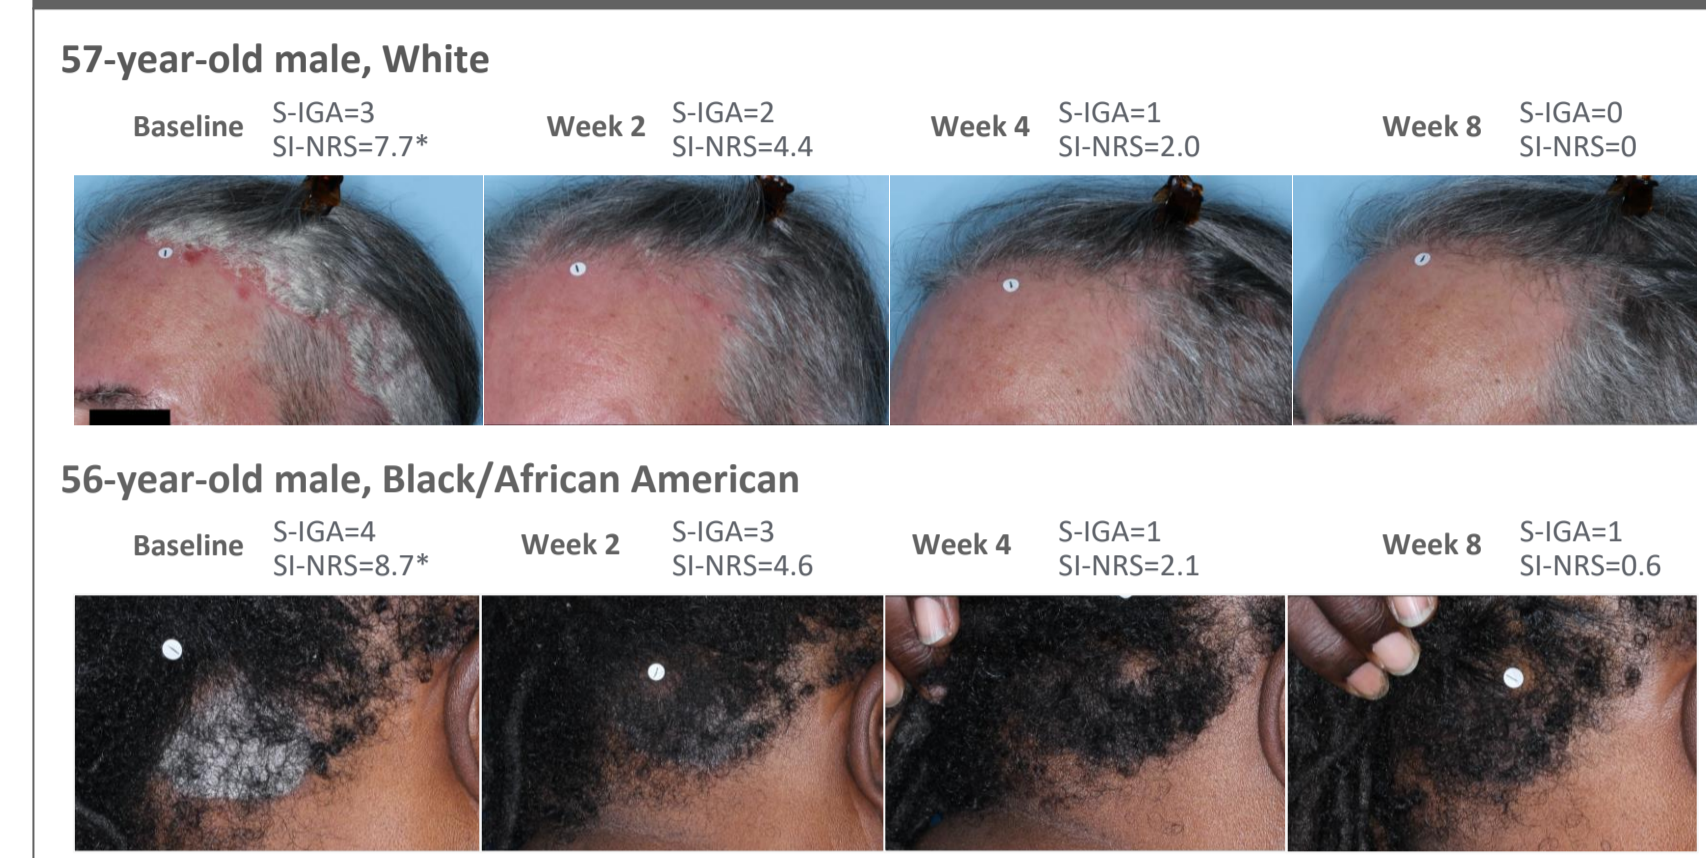 57-year-old male, White
Baseline
S-IGA=3
SI-NRS=7.7*
Week 2
S-IGA=2
SI-NRS=4.4
Week 4
S-IGA=1
SI-NRS=2.0
Week 8
S-IGA=0
SI-NRS=0
56-year-old male, Black/African American
Baseline
S-IGA=4
SI-NRS=8.7*
Week 2
S-IGA=3
SI-NRS=4.6
Week 4
S-IGA=1
SI-NRS=2.1
Week 8
S-IGA=1
SI-NRS=0.6